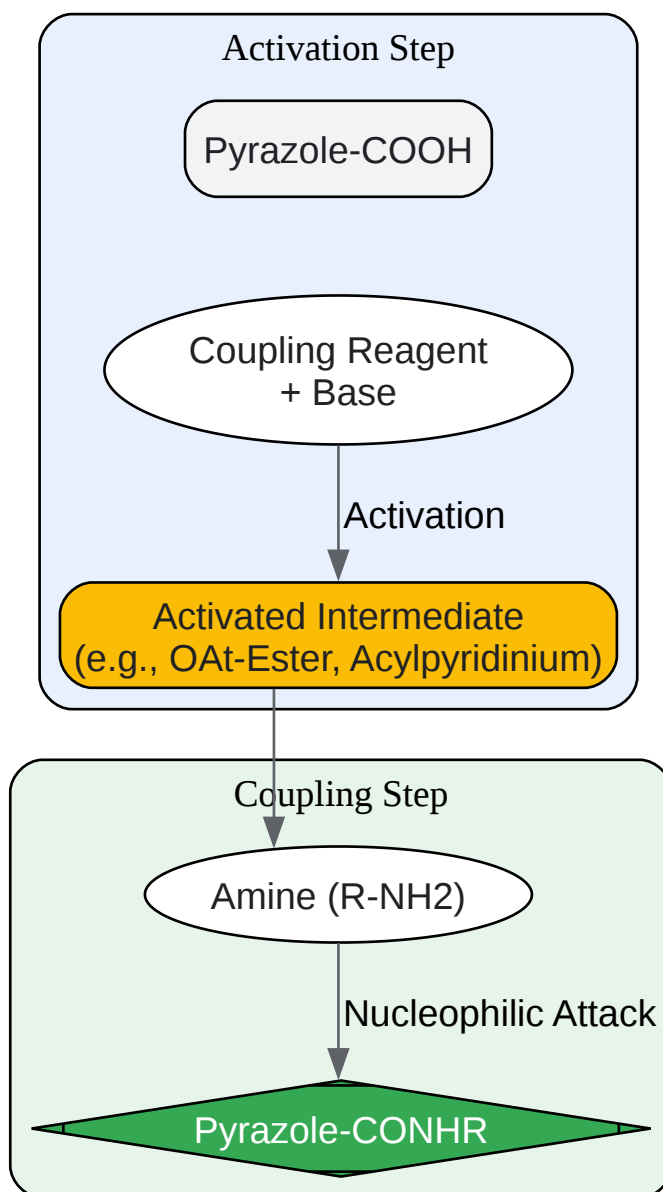 Activation Step
Pyrazole-COOH
Coupling Reagent
+ Base
Activation
Activated Intermediate
(e.g., OAt-Ester, Acylpyridinium)
Coupling Step
Amine (R-NH2)
Nucleophilic Attack
Pyrazole-CONHR